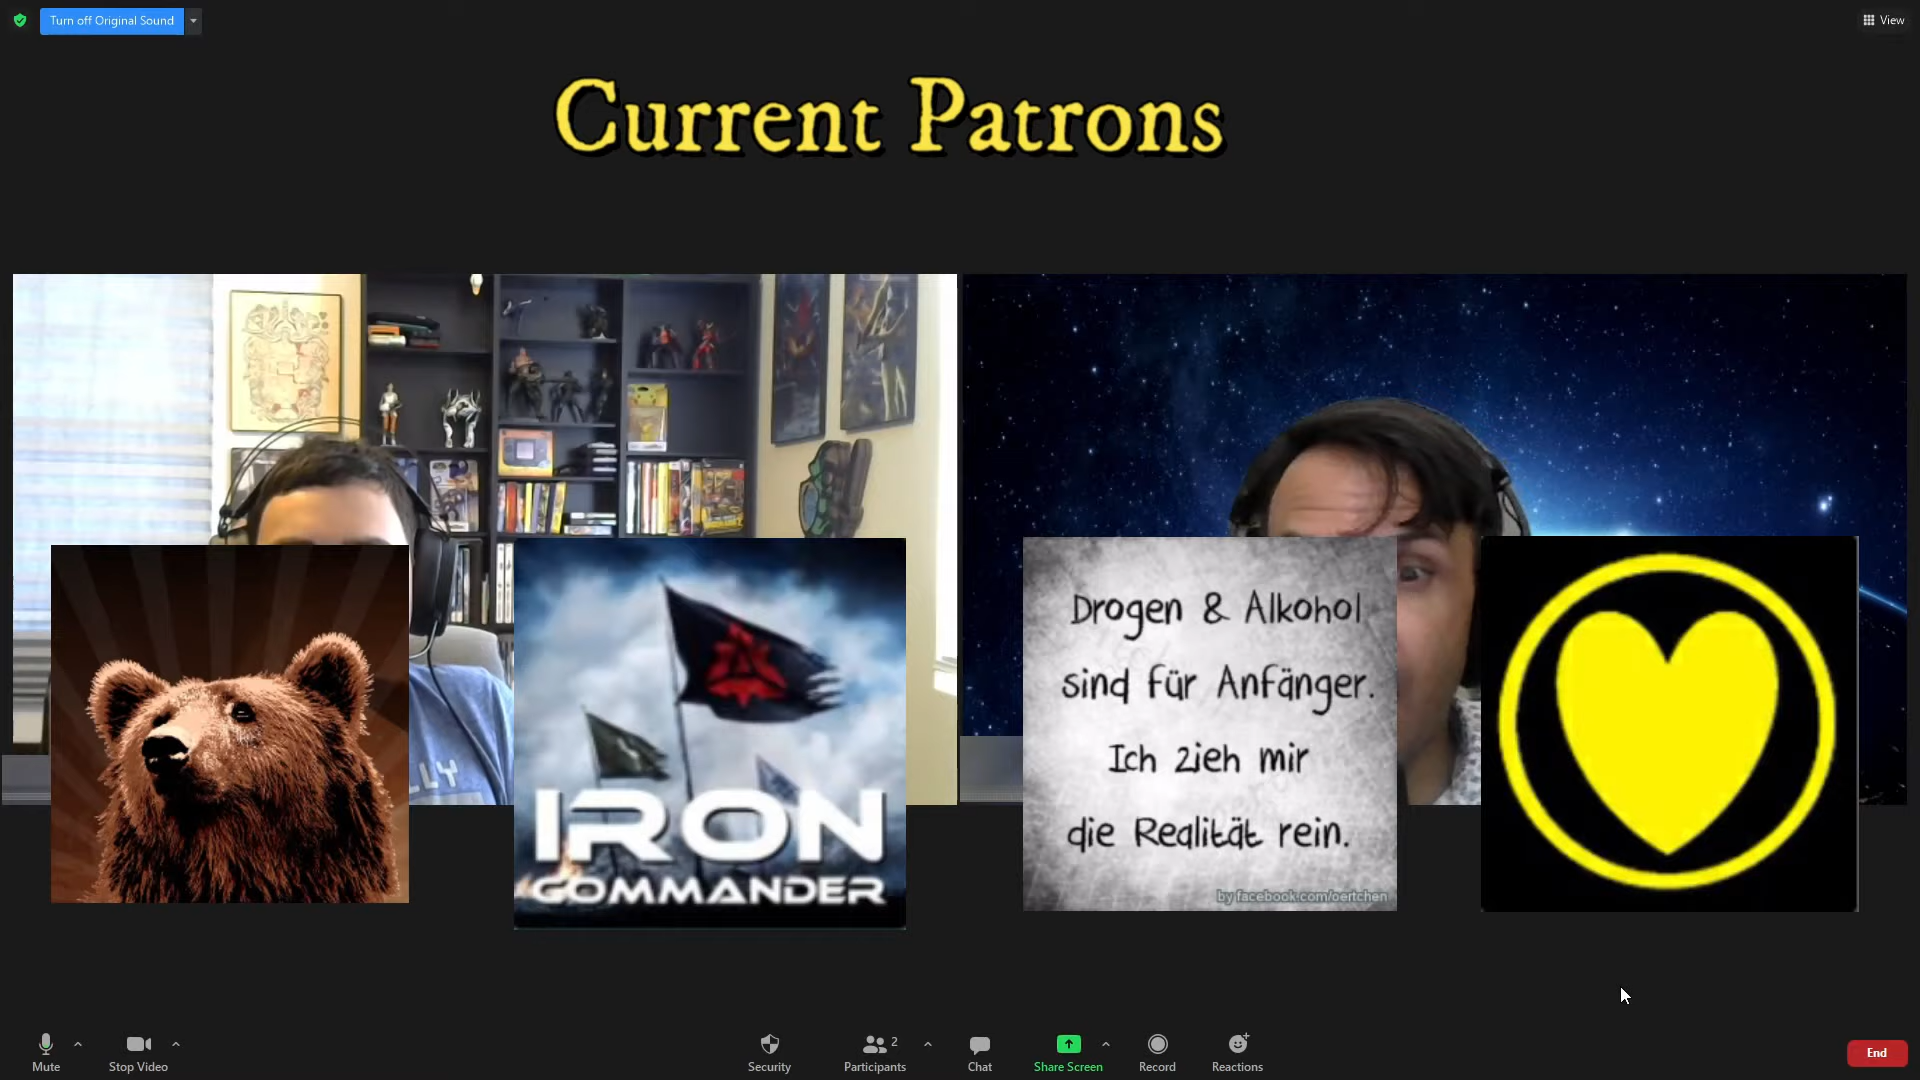 Turn off Original Sound
View
Current Patrons
LLY
IRON
COMMANDER
Drogen & Alkohol
sind für Anfänger.
Ich zieh mir
die Realität rein.
by facebook.com/oertchen
Mute
Stop Video
Security
Participants
2
Chat
Share Screen
Record
Reactions
End